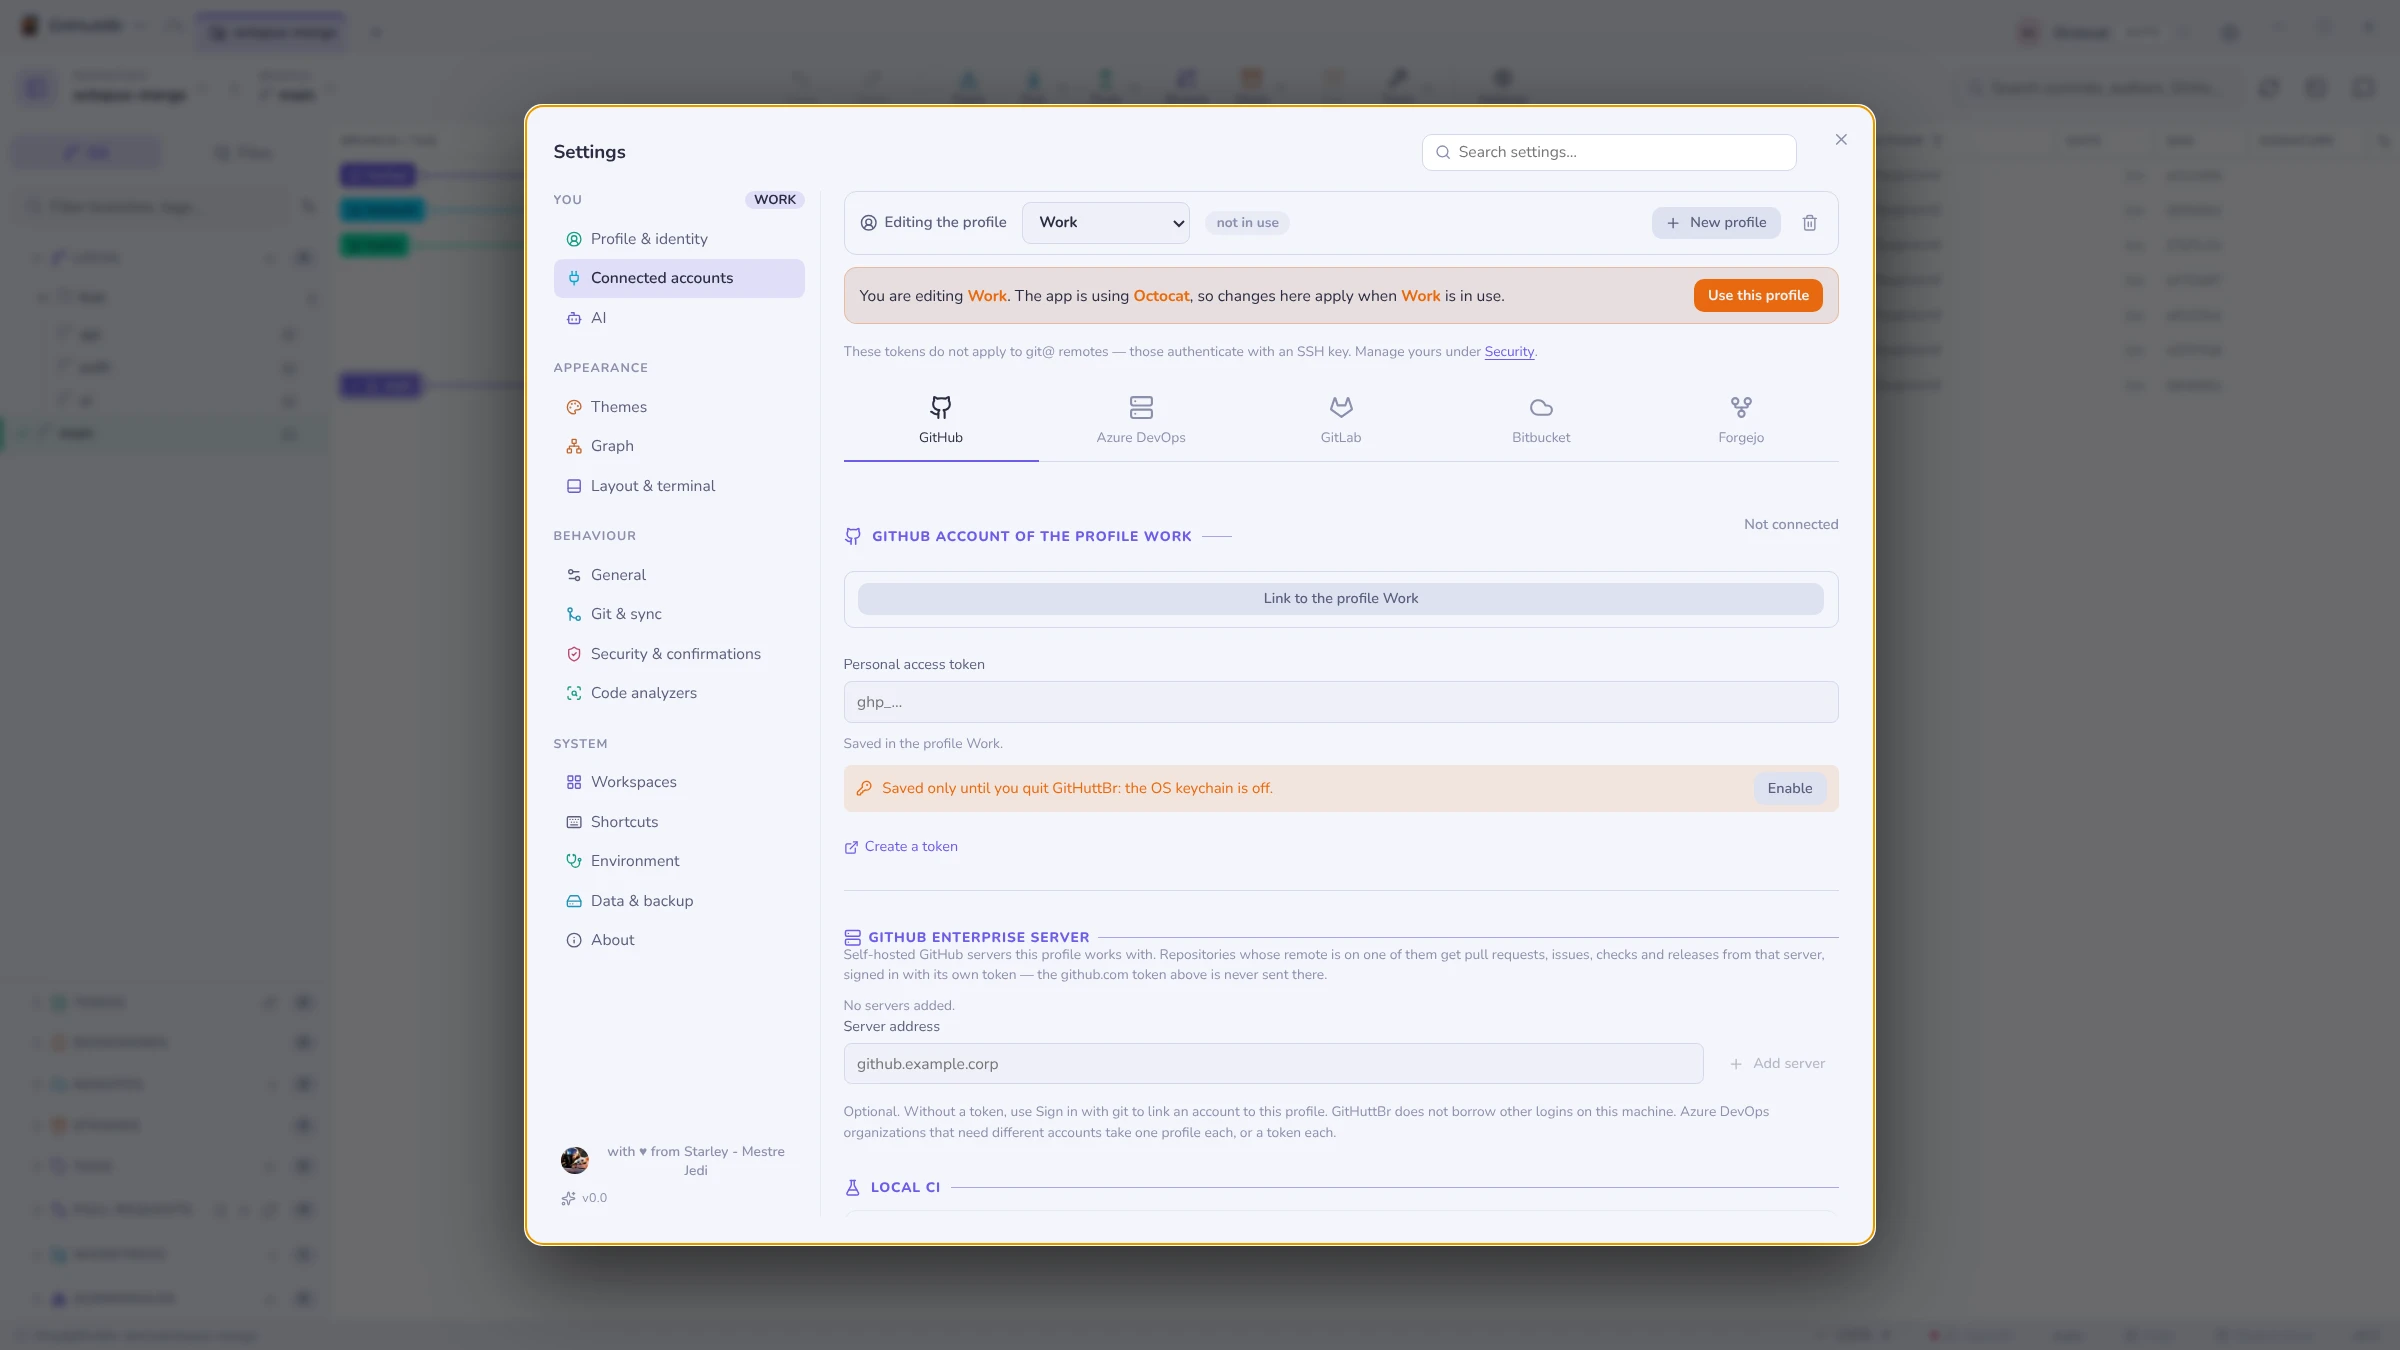 Settings
Search settings...
YOU
WORK
Profile & identity
Connected accounts
AI
APPEARANCE
Themes
Graph
Layout & terminal
BEHAVIOUR
General
Git & sync
Security & confirmations
Code analyzers
SYSTEM
Workspaces
Shortcuts
Environment
Data & backup
About
with ♥ from Starley - Mestre
Jedi
v0.0
Editing the profile
Work
not in use
New profile
You are editing Work. The app is using Octocat, so changes here apply when Work is in use.
Use this profile
These tokens do not apply to git@ remotes — those authenticate with an SSH key. Manage yours under Security.
GitHub
Azure DevOps
GitLab
Bitbucket
Forgejo
GITHUB ACCOUNT OF THE PROFILE WORK
Not connected
Link to the profile Work
Personal access token
ghp_...
Saved in the profile Work.
Saved only until you quit GitHuttBr: the OS keychain is off.
Enable
Create a token
GITHUB ENTERPRISE SERVER
Self-hosted GitHub servers this profile works with. Repositories whose remote is on one of them get pull requests, issues, checks and releases from that server,
signed in with its own token — the github.com token above is never sent there.
No servers added.
Server address
github.example.corp
Add server
Optional. Without a token, use Sign in with git to link an account to this profile. GitHuttBr does not borrow other logins on this machine. Azure DevOps
organizations that need different accounts take one profile each, or a token each.
LOCAL CI